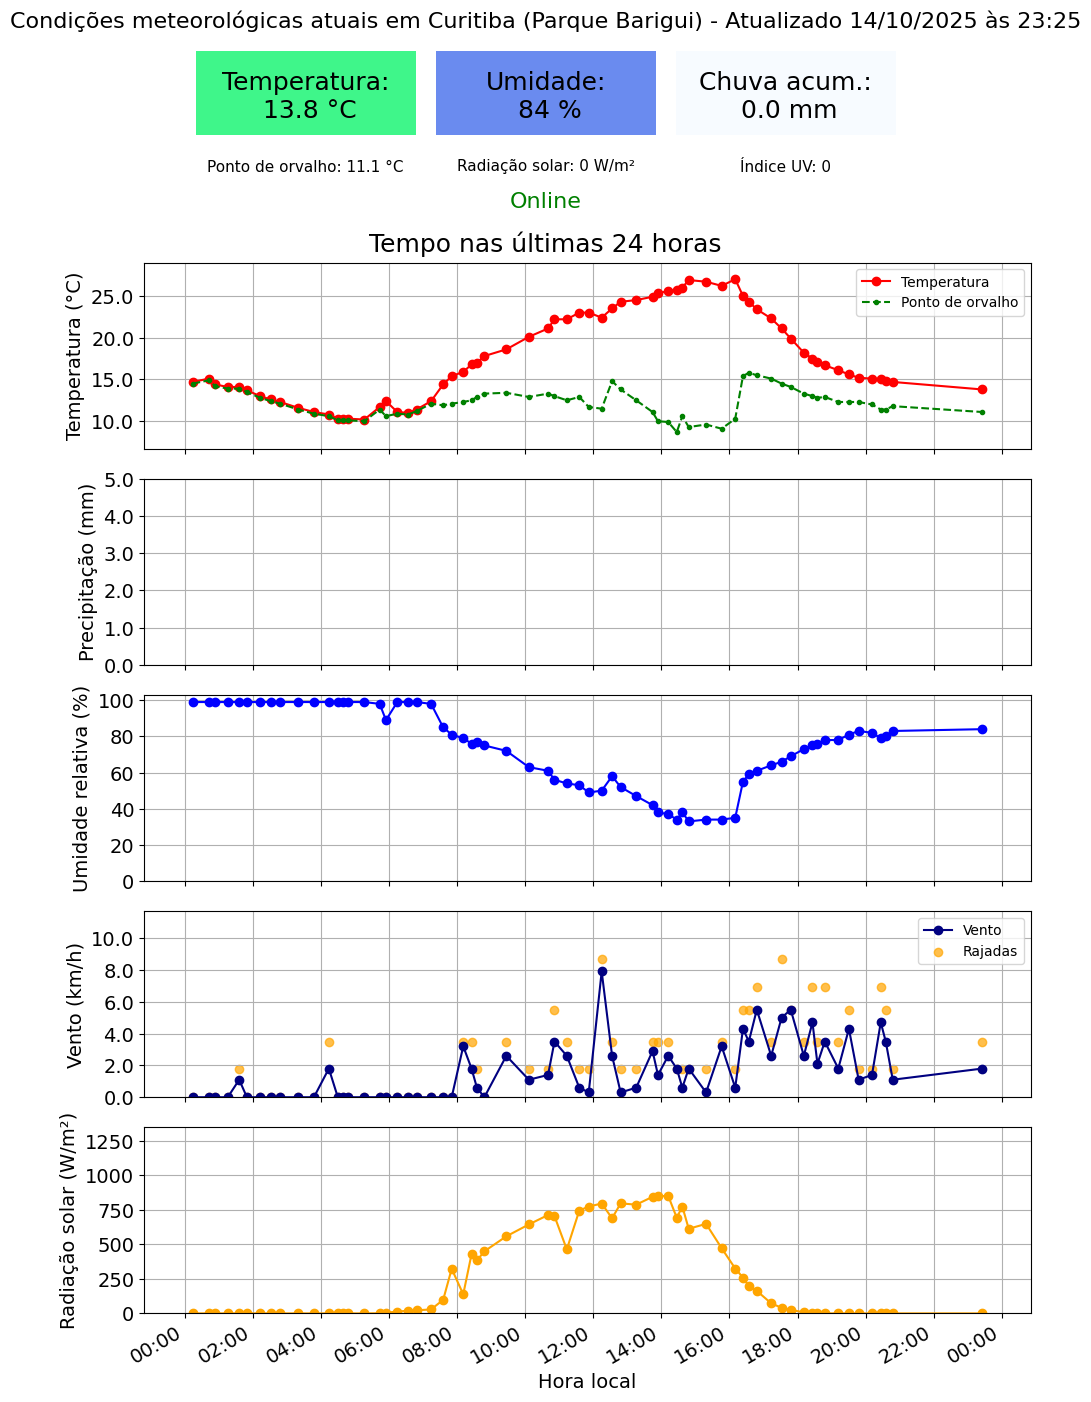 Condições meteorológicas atuais em Curitiba (Parque Barigui) - Atualizado 14/10/2025 às 23:25
Temperatura:
13.8 °C
Umidade:
84 %
Chuva acum.:
0.0 mm
Ponto de orvalho: 11.1 °C
Radiação solar: 0 W/m²
Índice UV: 0
Online
Tempo nas últimas 24 horas
Temperatura (°C)
25.0
20.0
15.0
10.0
Temperatura
Ponto de orvalho
Precipitação (mm)
5.0
4.0
3.0
2.0
1.0
0.0
Umidade relativa (%)
100
80
60
40
20
0
Vento (km/h)
10.0
8.0
6.0
4.0
2.0
0.0
Vento
Rajadas
Radiação solar (W/m²)
1250
1000
750
500
250
0
00:00
02:00
04:00
06:00
08:00
10:00
12:00
14:00
16:00
18:00
20:00
22:00
00:00
Hora local